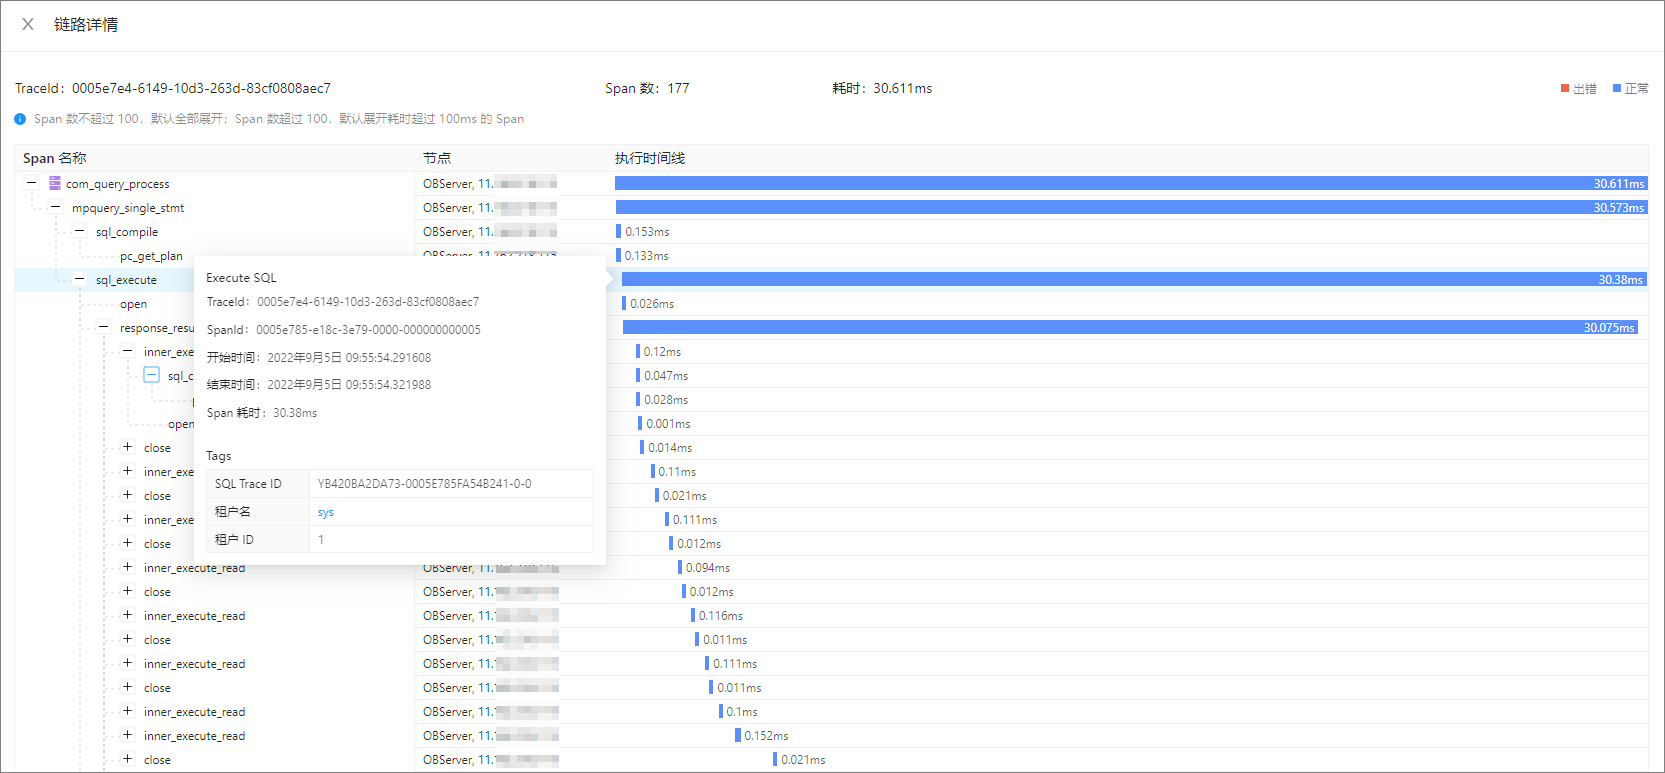 链路详情
TraceId：0005e7e4-6149-10d3-263d-83cf0808aec7 Span 数：177 耗时：30.611ms 出错 正常
Span 数不超过 100，默认全部展开；Span 数超过 100，默认展开耗时超过 100ms 的 Span
Span 名称 节点 执行时间线
com_query_process OBServer, 11. 30.611ms
mpquery_single_stmt OBServer, 11. 30.573ms
sql_compile OBServer, 11. 0.153ms
pc_get_plan OBServer, 11. 0.133ms
sql_execute 30.38ms
open 0.026ms
response_resu 30.075ms
inner_exe 0.12ms
sql_c 0.047ms
0.028ms
open 0.001ms
close 0.014ms
inner_exe 0.11ms
close 0.021ms
inner_exe 0.111ms
close 0.012ms
inner_execute_read OBServer, 11. 0.094ms
close OBServer, 11. 0.012ms
inner_execute_read OBServer, 11. 0.116ms
close OBServer, 11. 0.011ms
inner_execute_read OBServer, 11. 0.111ms
close OBServer, 11. 0.011ms
inner_execute_read OBServer, 11. 0.1ms
inner_execute_read OBServer, 11. 0.152ms
close OBServer, 11. 0.021ms
Execute SQL
TraceId：0005e7e4-6149-10d3-263d-83cf0808aec7
SpanId：0005e785-e18c-3e79-0000-000000000005
开始时间：2022年9月5日 09:55:54.291608
结束时间：2022年9月5日 09:55:54.321988
Span 耗时：30.38ms
Tags
SQL Trace ID YB420BA2DA73-0005E785FA54B241-0-0
租户名 sys
租户 ID 1